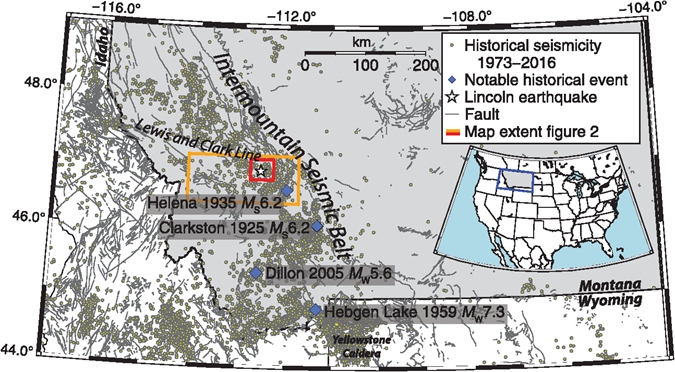 −116.0°
−112.0°
−108.0°
−104.0°
48.0°
46.0°
44.0°
Idaho
km
0 100 200
Historical seismicity
1973–2016
Notable historical event
Lincoln earthquake
Fault
Map extent figure 2
Intermountain Seismic Belt
Lewis and Clark Line
Helena 1935 MS6.2
Clarkston 1925 MS6.2
Dillon 2005 MW5.6
Hebgen Lake 1959 MW7.3
Montana
Wyoming
Yellowstone
Caldera